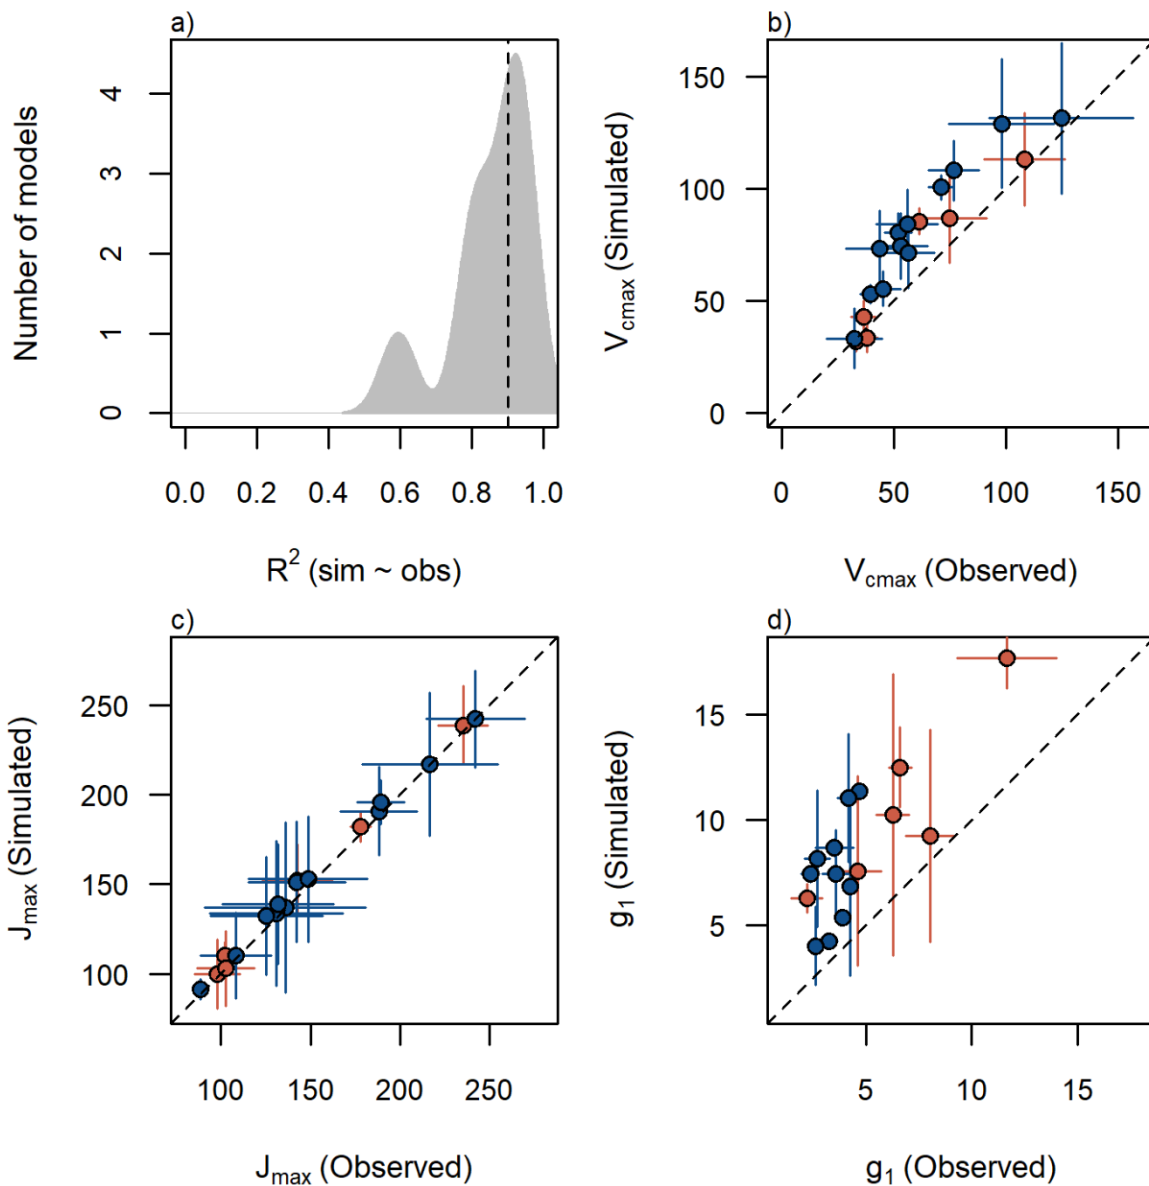 a)
Number of models
0
1
2
3
4
0.0 0.2 0.4 0.6 0.8 1.0
R² (sim ~ obs)
b)
Vcmax (Simulated)
0
50
100
150
0 50 100 150
Vcmax (Observed)
c)
Jmax (Simulated)
100
150
200
250
100 150 200 250
Jmax (Observed)
d)
g1 (Simulated)
5
10
15
5 10 15
g1 (Observed)